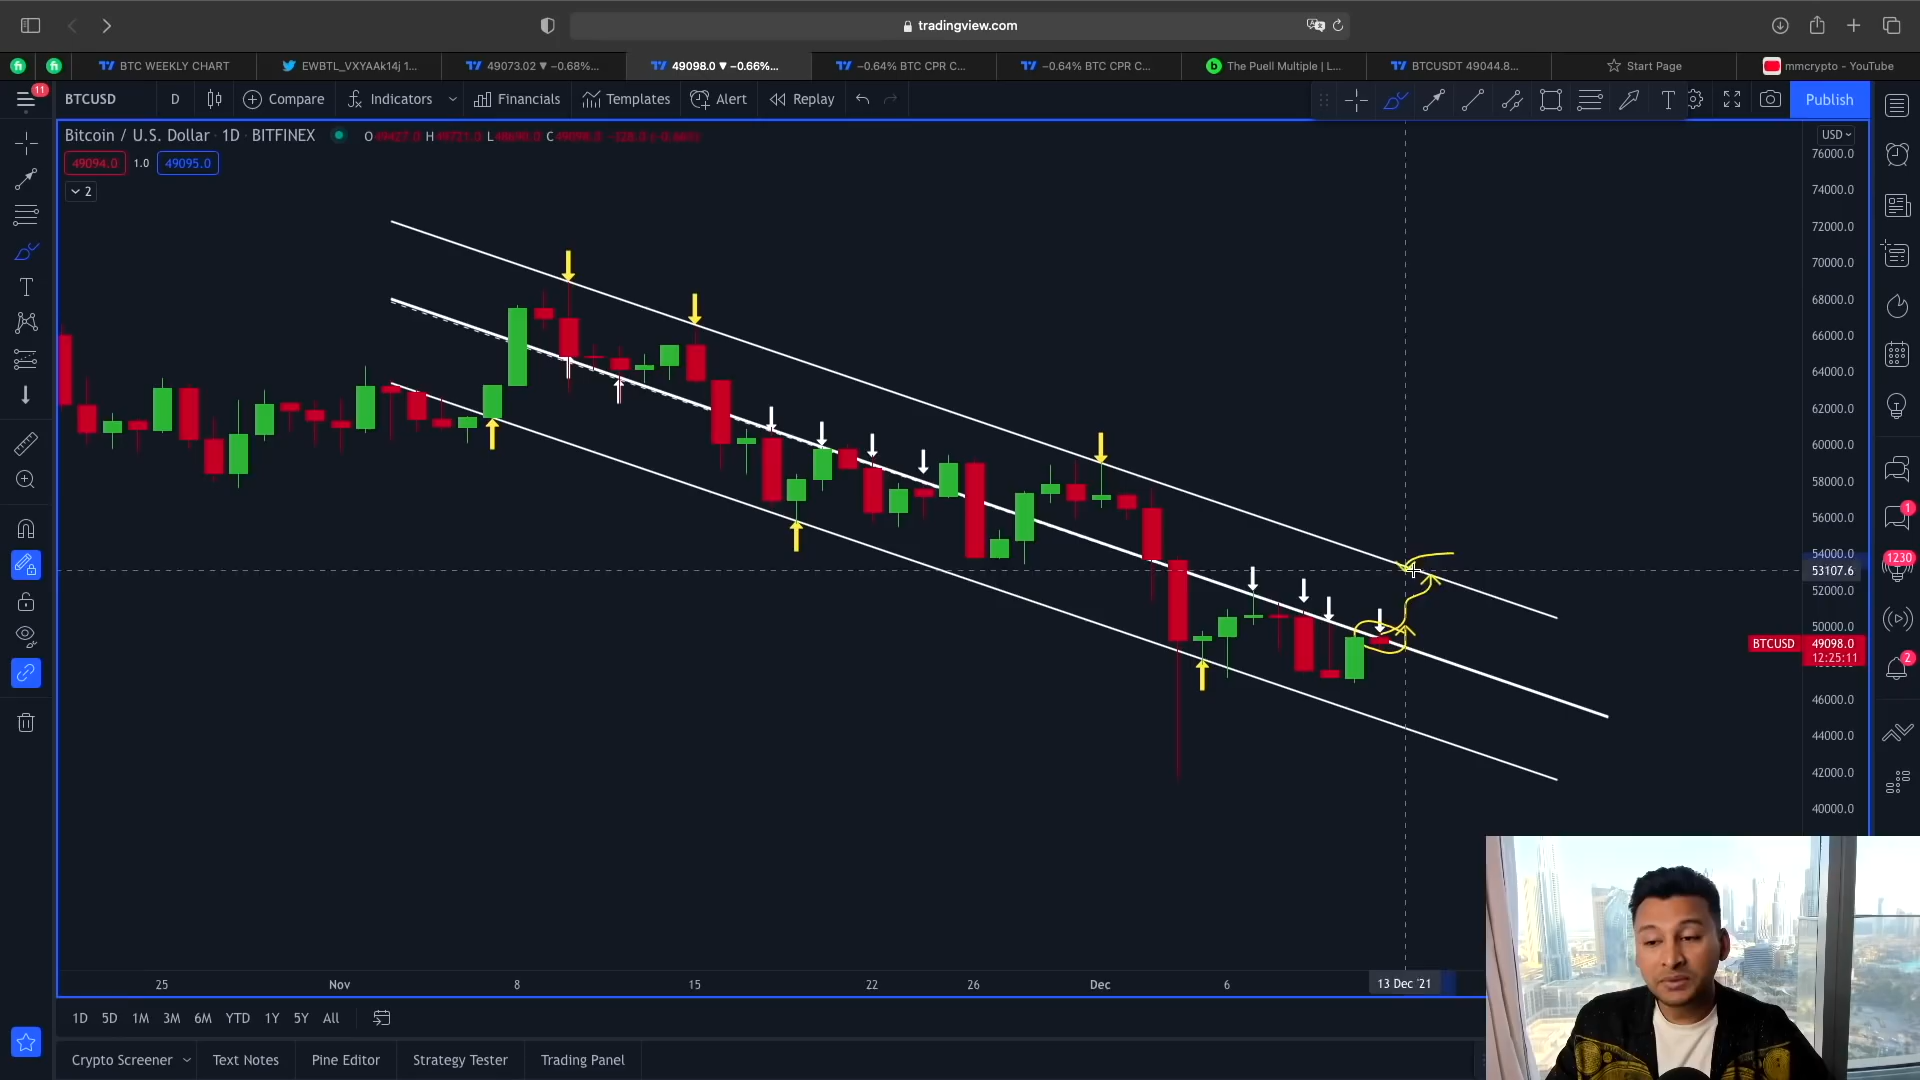 tradingview.com
BTC WEEKLY CHART
EWBTL_VXYAAk14j 1...
49073.02 ▼ −0.68%...
49098.0 ▼ −0.66%...
−0.64% BTC CPR C...
−0.64% BTC CPR C...
The Puell Multiple | L...
BTCUSDT 49044.8...
Start Page
mmcrypto - YouTube
11
BTCUSD
D
Compare
Indicators
Financials
Templates
Alert
Replay
T
Publish
Bitcoin / U.S. Dollar · 1D · BITFINEX
O H L C
USD
49094.0
1.0
49095.0
2
76000.0
74000.0
72000.0
70000.0
68000.0
66000.0
64000.0
62000.0
60000.0
58000.0
56000.0
54000.0
53107.6
52000.0
50000.0
BTCUSD
49098.0
12:25:11
46000.0
44000.0
42000.0
40000.0
1
1230
2
25
Nov
8
15
22
26
Dec
6
13 Dec '21
1D
5D
1M
3M
6M
YTD
1Y
5Y
All
Crypto Screener
Text Notes
Pine Editor
Strategy Tester
Trading Panel